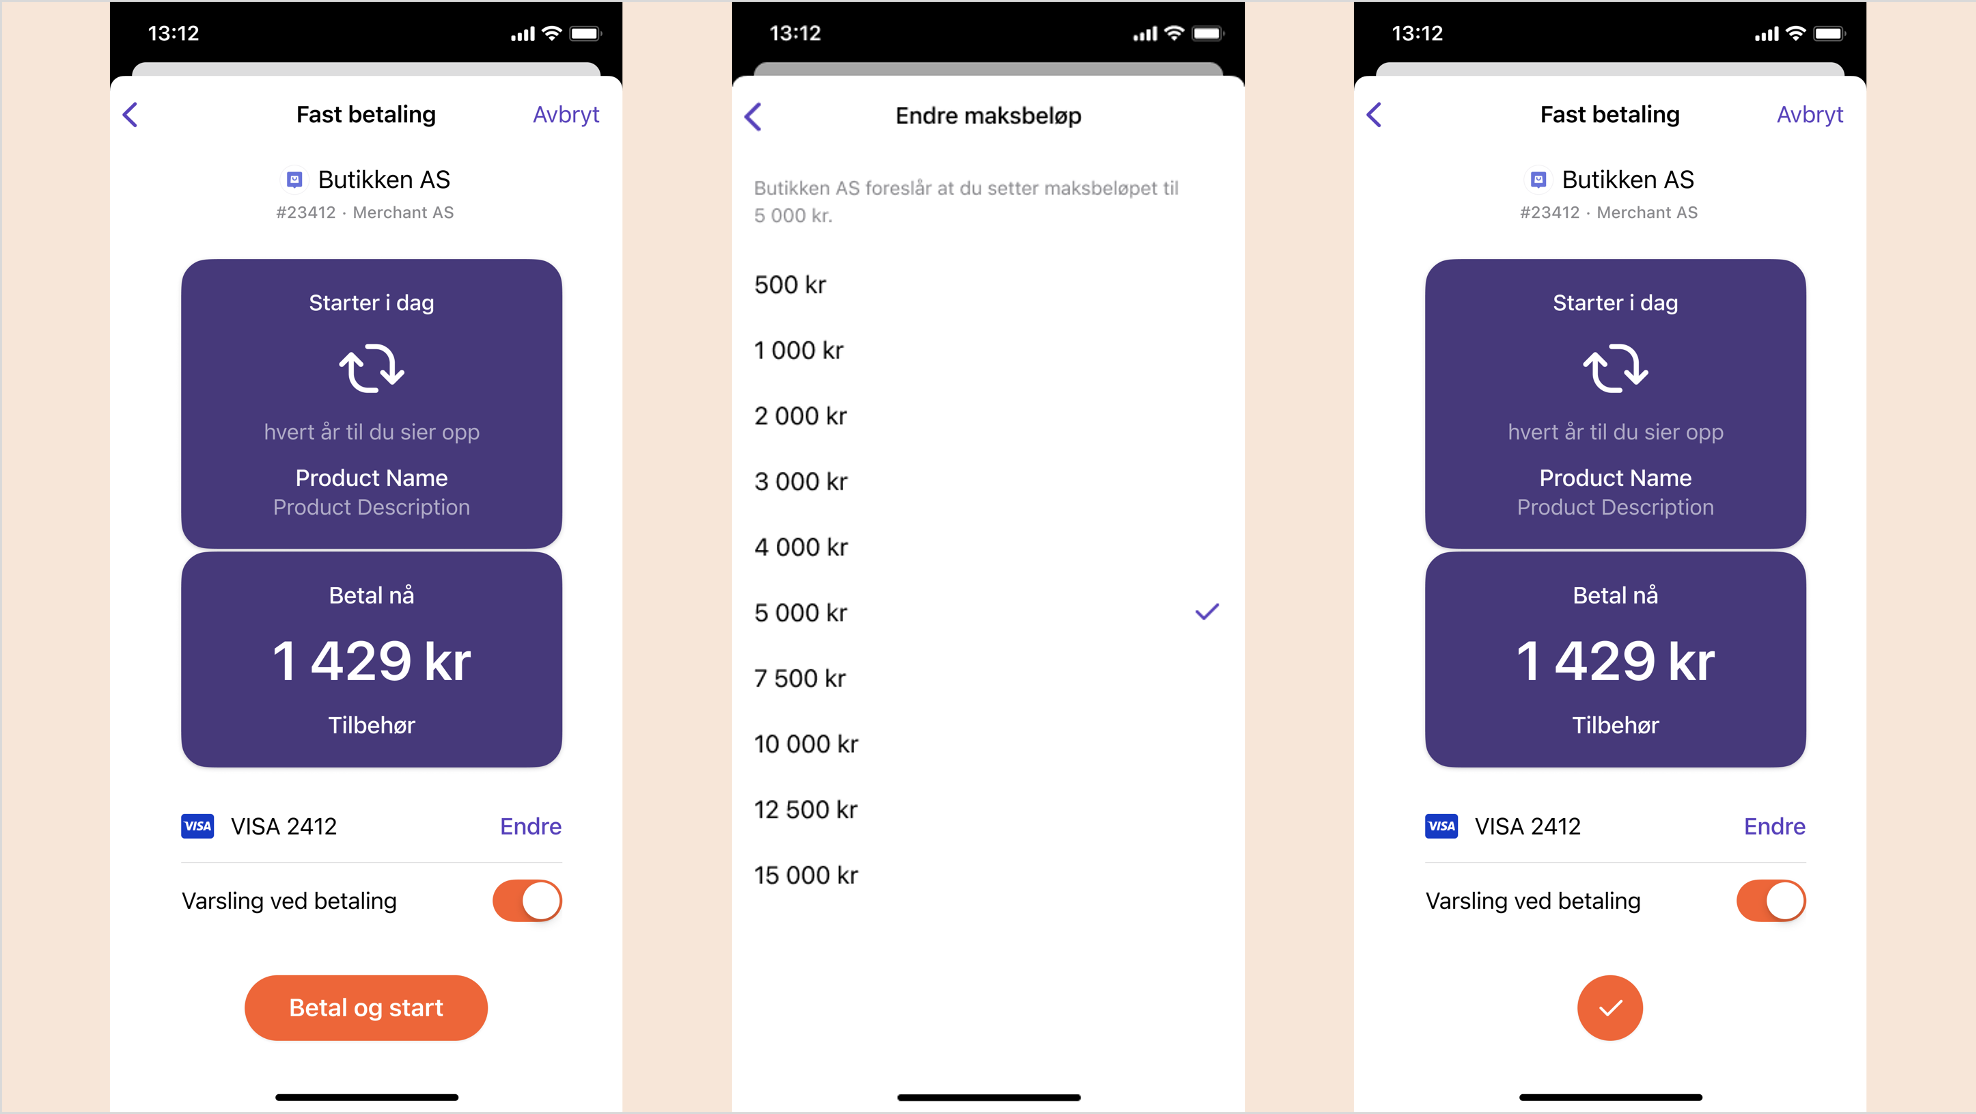 13:12
Fast betaling
Avbryt
Butikken AS
#23412 · Merchant AS
Starter i dag
hvert år til du sier opp
Product Name
Product Description
Betal nå
1 429 kr
Tilbehør
VISA
VISA 2412
Endre
Varsling ved betaling
Betal og start
13:12
Endre maksbeløp
Butikken AS foreslår at du setter maksbeløpet til
5 000 kr.
500 kr
1 000 kr
2 000 kr
3 000 kr
4 000 kr
5 000 kr
7 500 kr
10 000 kr
12 500 kr
15 000 kr
13:12
Fast betaling
Avbryt
Butikken AS
#23412 · Merchant AS
Starter i dag
hvert år til du sier opp
Product Name
Product Description
Betal nå
1 429 kr
Tilbehør
VISA
VISA 2412
Endre
Varsling ved betaling